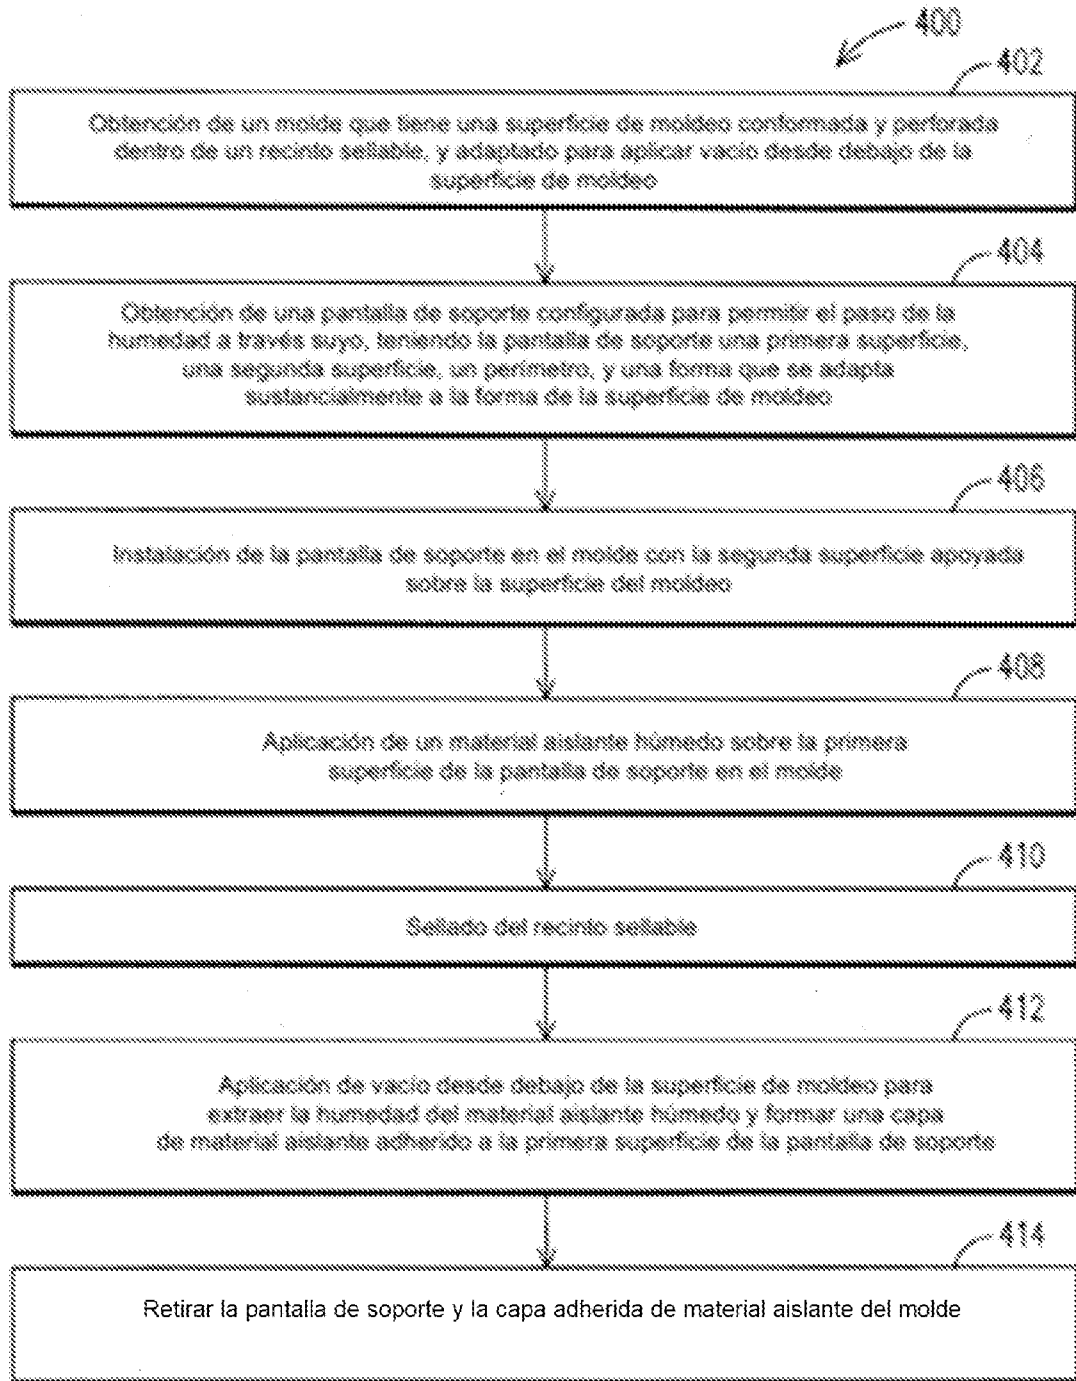 400
402
Obtención de un molde que tiene una superficie de moldeo conformada y perforada
dentro de un recinto sellable, y adaptado para aplicar vacío desde debajo de la
superficie de moldeo
404
Obtención de una pantalla de soporte configurada para permitir el paso de la
humedad a través suyo, teniendo la pantalla de soporte una primera superficie,
una segunda superficie, un perímetro, y una forma que se adapta
sustancialmente a la forma de la superficie de moldeo
406
Instalación de la pantalla de soporte en el molde con la segunda superficie apoyada
sobre la superficie del moldeo
408
Aplicación de un material aislante húmedo sobre la primera
superficie de la pantalla de soporte en el molde
410
Sellado del recinto sellable
412
Aplicación de vacío desde debajo de la superficie de moldeo para
extraer la humedad del material aislante húmedo y formar una capa
de material aislante adherido a la primera superficie de la pantalla de soporte
414
Retirar la pantalla de soporte y la capa adherida de material aislante del molde